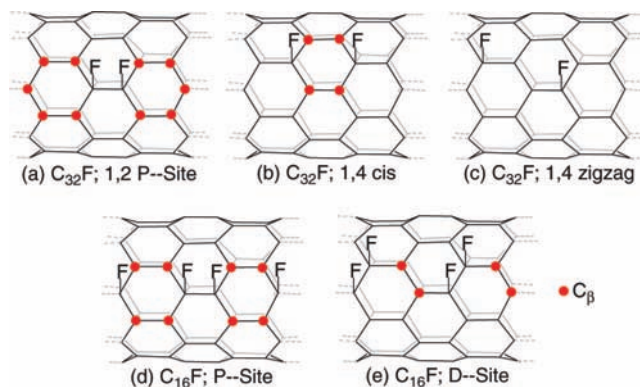 F F
F F
F
F
(a) C32F; 1,2 P--Site
(b) C32F; 1,4 cis
(c) C32F; 1,4 zigzag
F F F F
F F
F F
Cβ
(d) C16F; P--Site
(e) C16F; D--Site